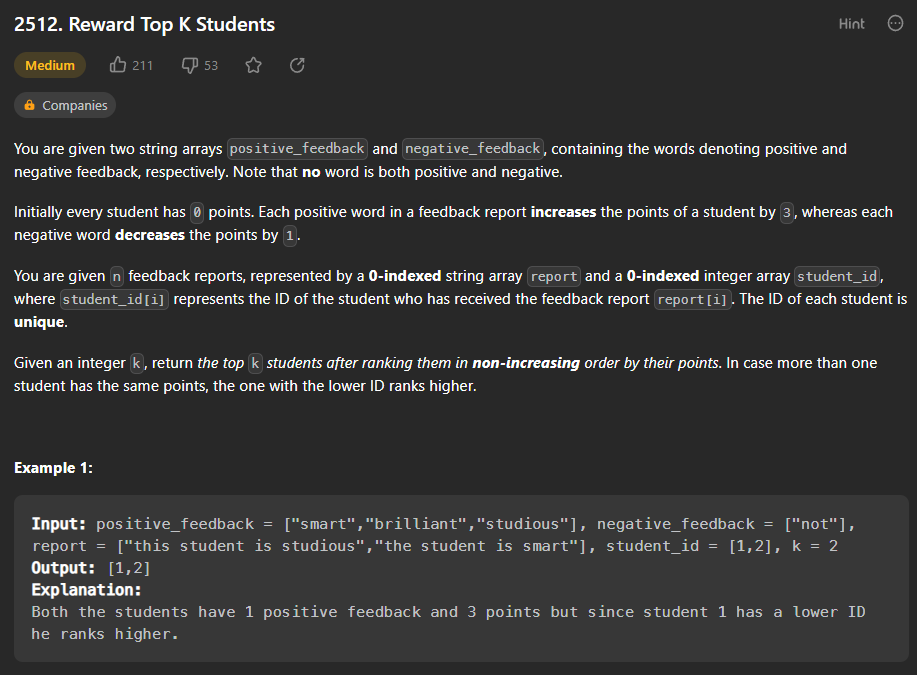 2512. Reward Top K Students
Hint
Medium
211
53
Companies
You are given two string arrays positive_feedback and negative_feedback, containing the words denoting positive and
negative feedback, respectively. Note that no word is both positive and negative.
Initially every student has 0 points. Each positive word in a feedback report increases the points of a student by 3, whereas each
negative word decreases the points by 1.
You are given n feedback reports, represented by a 0-indexed string array report and a 0-indexed integer array student_id,
where student_id[i] represents the ID of the student who has received the feedback report report[i]. The ID of each student is
unique.
Given an integer k, return the top k students after ranking them in non-increasing order by their points. In case more than one
student has the same points, the one with the lower ID ranks higher.
Example 1:
Input: positive_feedback = ["smart","brilliant","studious"], negative_feedback = ["not"],
report = ["this student is studious","the student is smart"], student_id = [1,2], k = 2
Output: [1,2]
Explanation:
Both the students have 1 positive feedback and 3 points but since student 1 has a lower ID
he ranks higher.